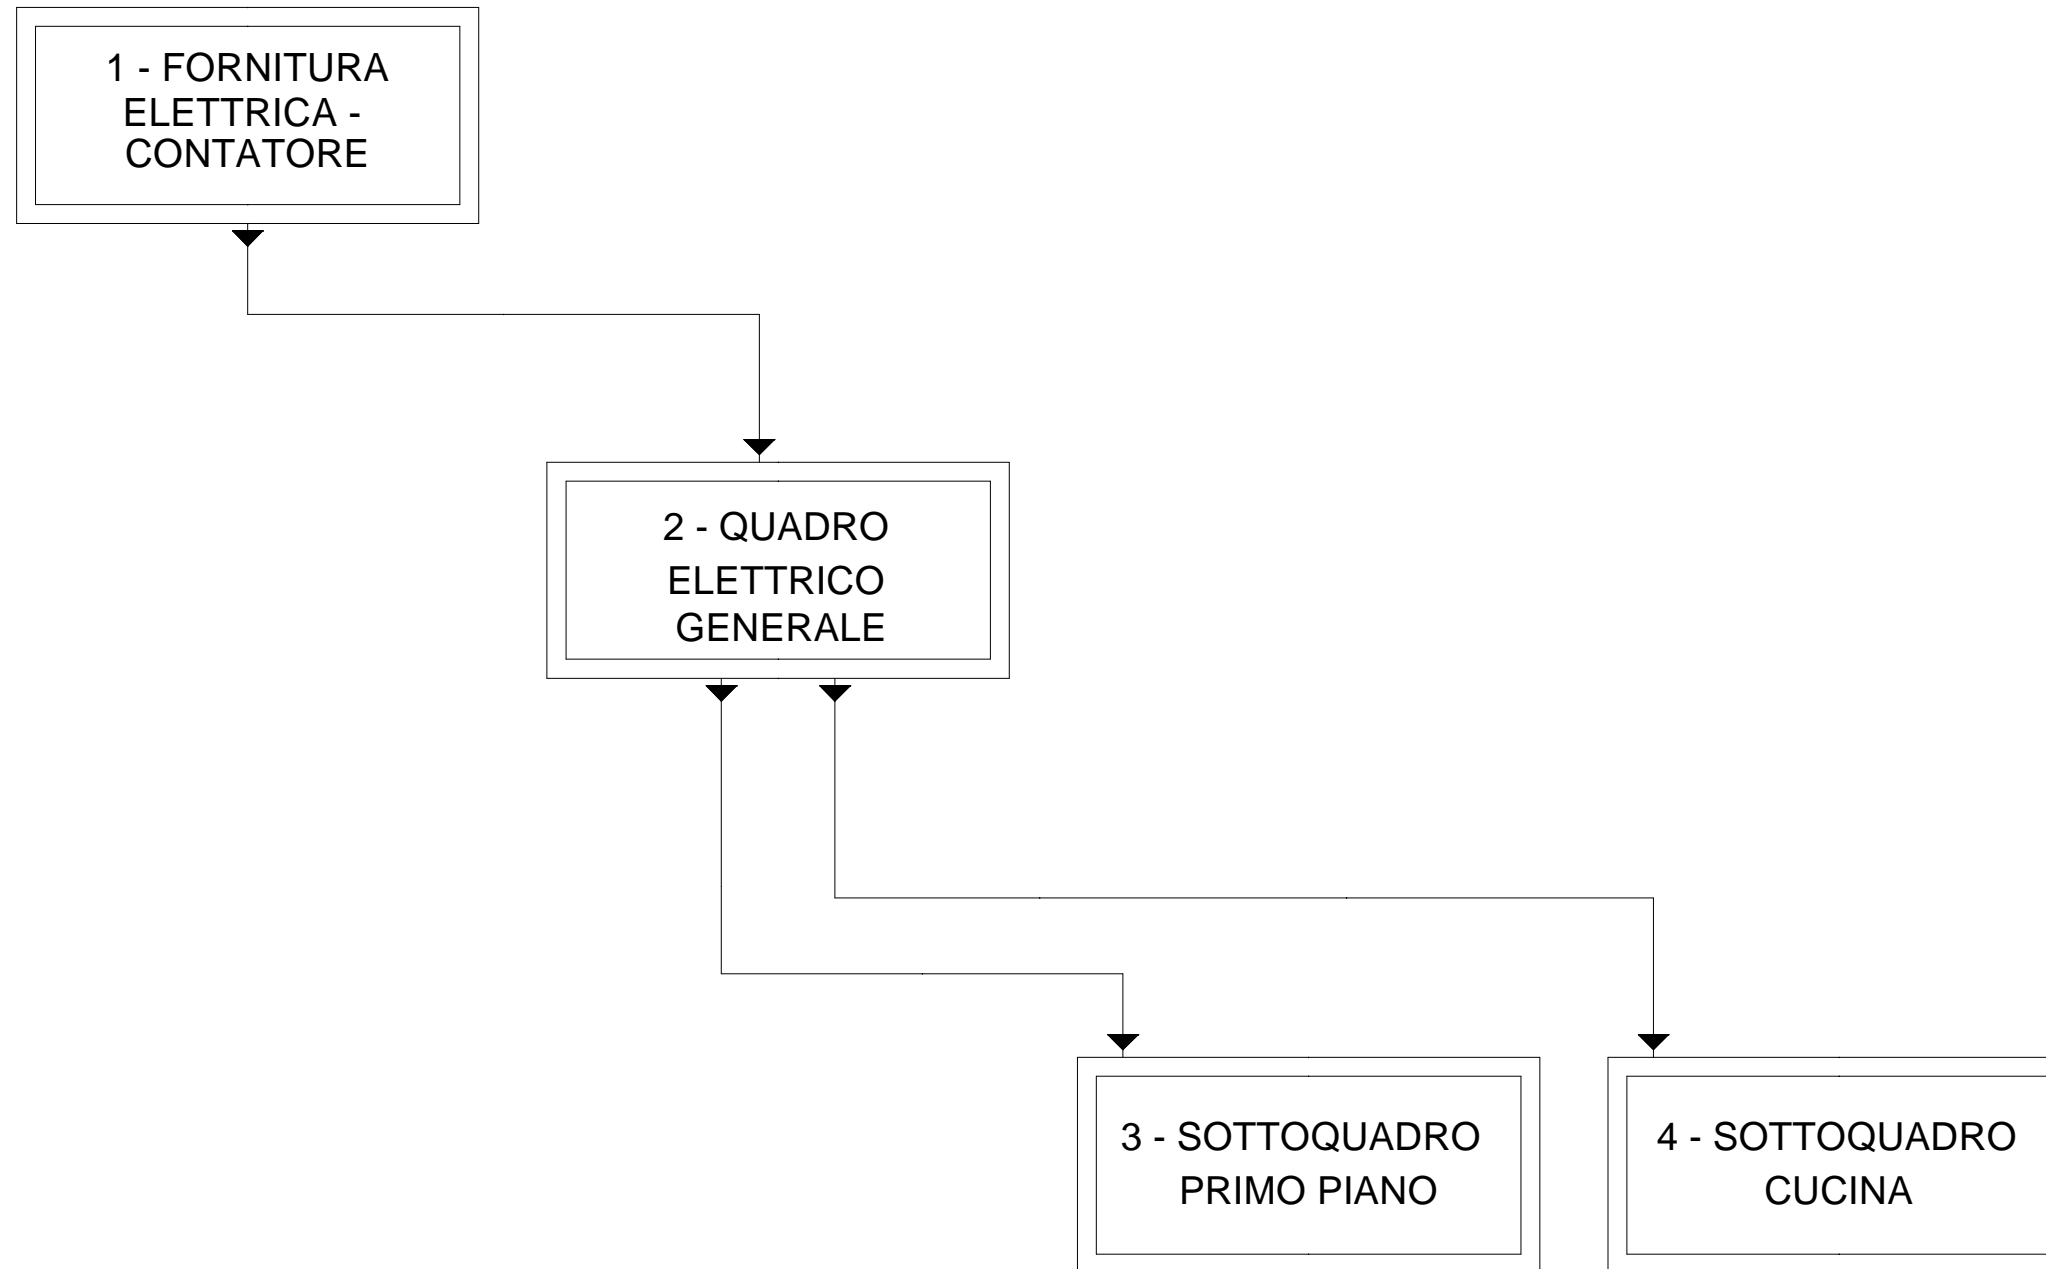 1 - FORNITURA
ELETTRICA -
CONTATORE
2 - QUADRO
ELETTRICO
GENERALE
3 - SOTTOQUADRO
PRIMO PIANO
4 - SOTTOQUADRO
CUCINA